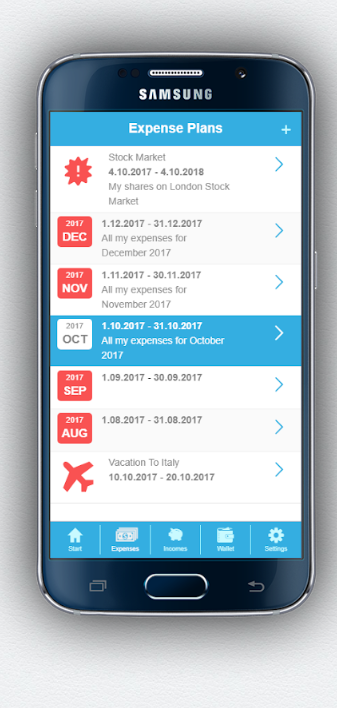 SAMSUNG
Expense Plans +
Stock Market
4.10.2017 - 4.10.2018
My shares on London Stock
Market
2017
DEC
1.12.2017 - 31.12.2017
All my expenses for
December 2017
2017
NOV
1.11.2017 - 30.11.2017
All my expenses for
November 2017
2017
OCT
1.10.2017 - 31.10.2017
All my expenses for October
2017
2017
SEP
1.09.2017 - 30.09.2017
2017
AUG
1.08.2017 - 31.08.2017
Vacation To Italy
10.10.2017 - 20.10.2017
Start Expenses Incomes Wallet Settings